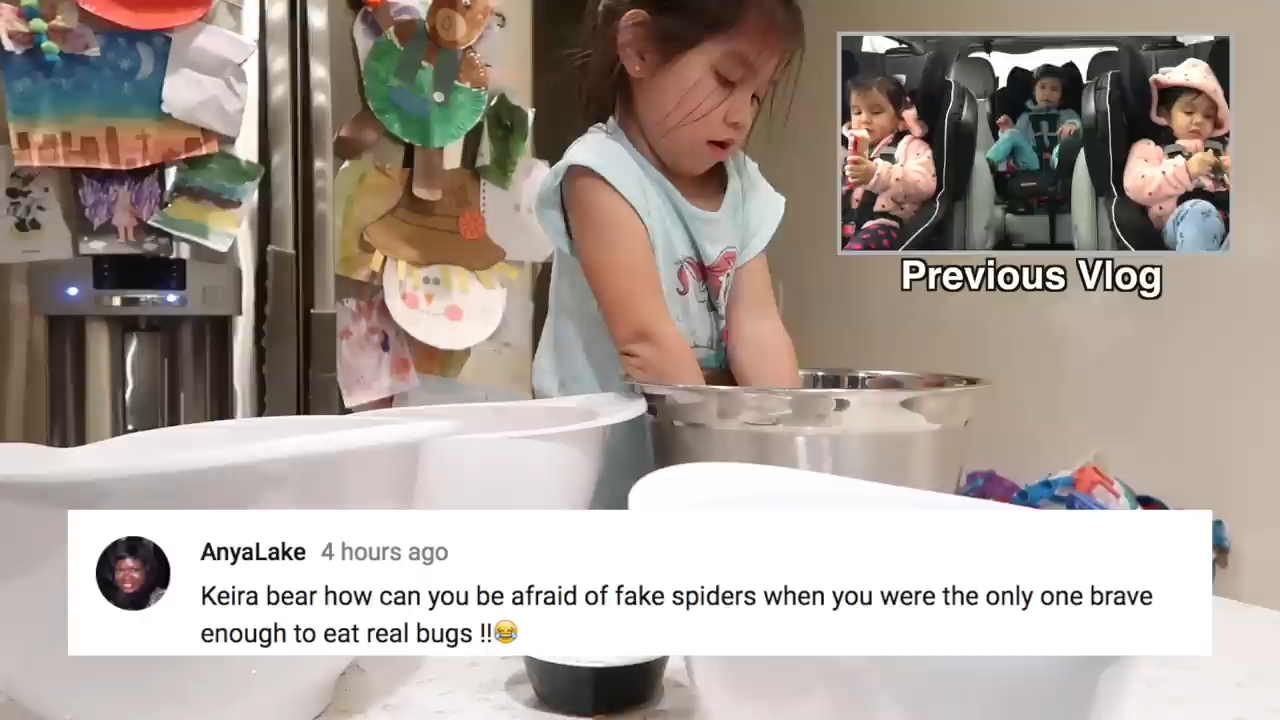 Previous Vlog
AnyaLake 4 hours ago
Keira bear how can you be afraid of fake spiders when you were the only one brave
enough to eat real bugs !!😂